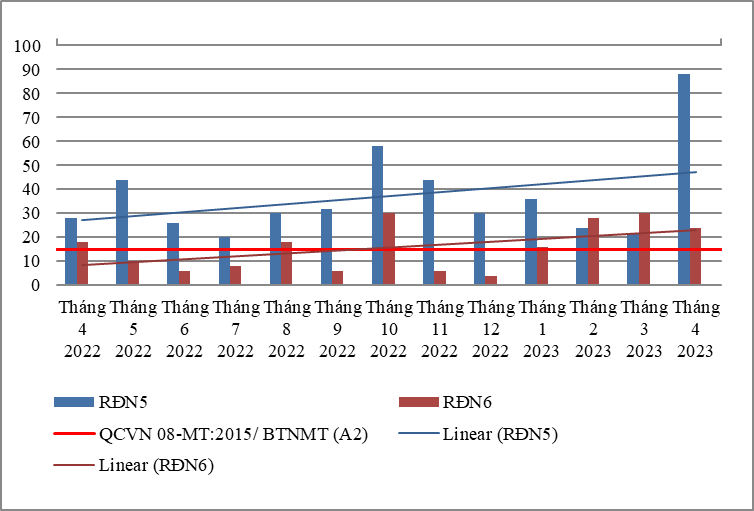 100
90
80
70
60
50
40
30
20
10
0
Tháng Tháng Tháng Tháng Tháng Tháng Tháng Tháng Tháng Tháng Tháng Tháng Tháng
4 5 6 7 8 9 10 11 12 1 2 3 4
2022 2022 2022 2022 2022 2022 2022 2022 2022 2023 2023 2023 2023
RĐN5 RĐN6
QCVN 08-MT:2015/ BTNMT (A2) Linear (RĐN5)
Linear (RĐN6)